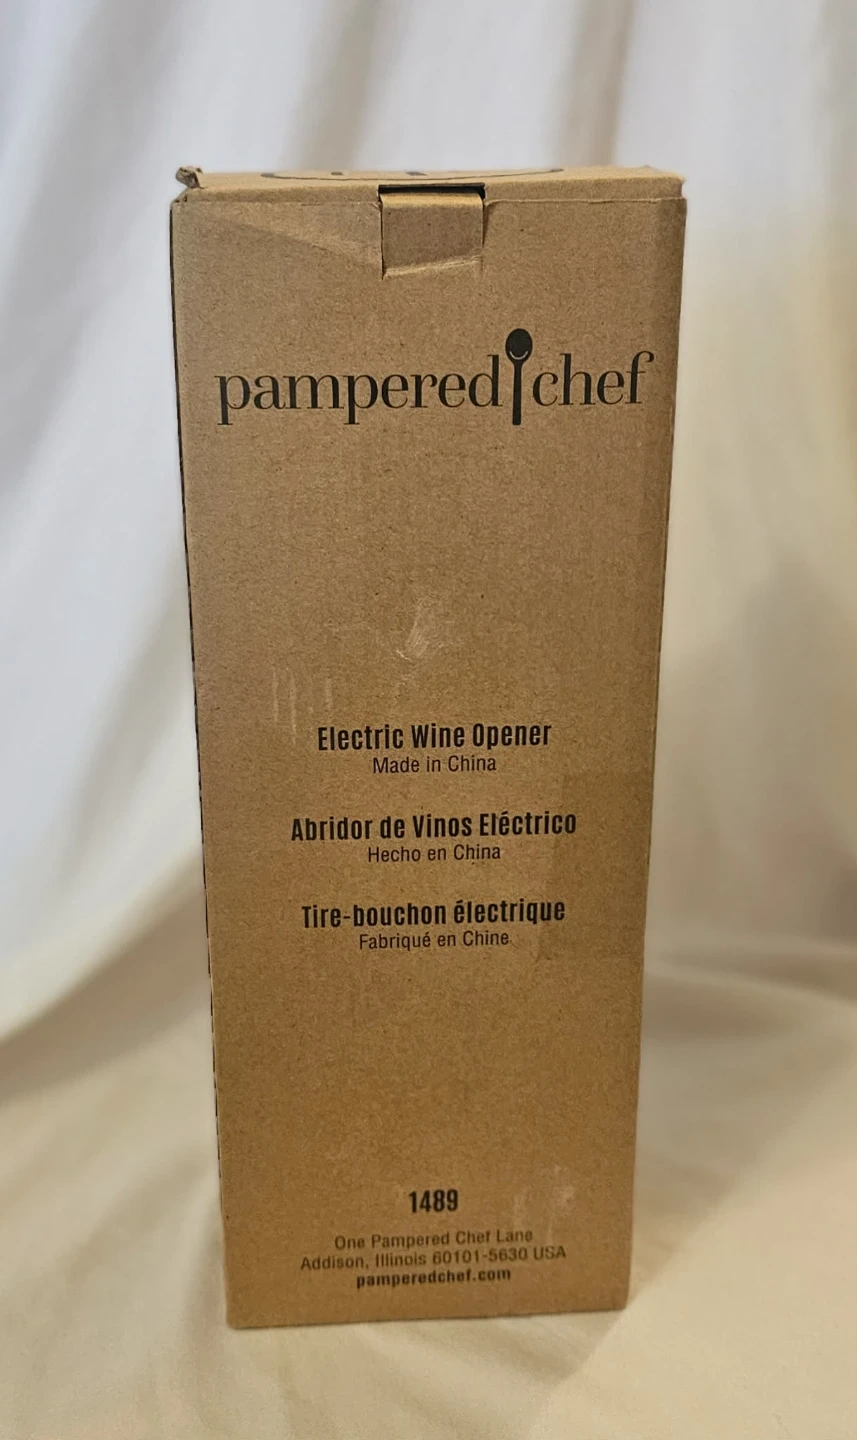 pampered chef
Electric Wine Opener
Made in China
Abridor de Vinos Eléctrico
Hecho en China
Tire-bouchon électrique
Fabriqué en Chine
1489
One Pampered Chef Lane
Addison, Illinois 60101-5630 USA
pamperedchef.com